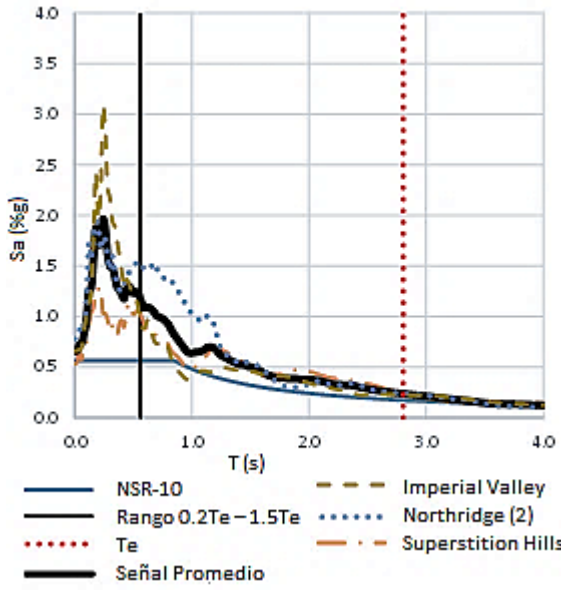 4.0
3.5
3.0
2.5
2.0
1.5
1.0
0.5
0.0
Sa (%g)
0.0 1.0 2.0 3.0 4.0
T (s)
NSR-10
Rango 0.2Te – 1.5Te
Te
Señal Promedio
Imperial Valley
Northridge (2)
Superstition Hills